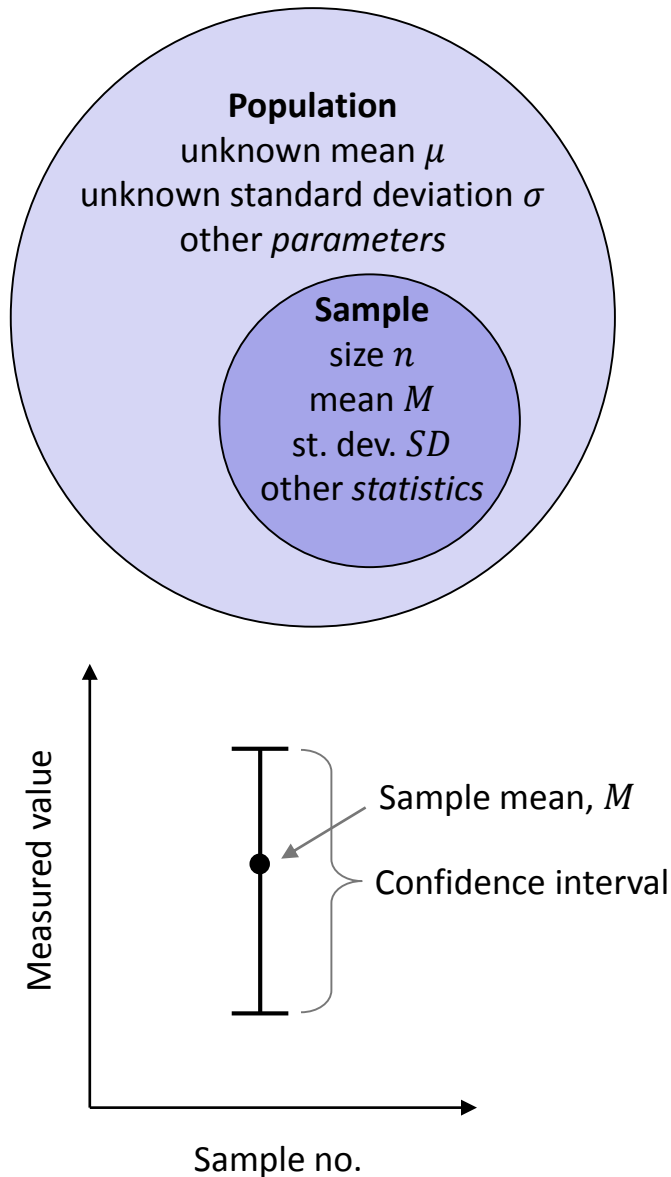 Population
unknown mean μ
unknown standard deviation σ
other parameters
Sample
size n
mean M
st. dev. SD
other statistics
Measured value
Sample mean, M
Confidence interval
Sample no.